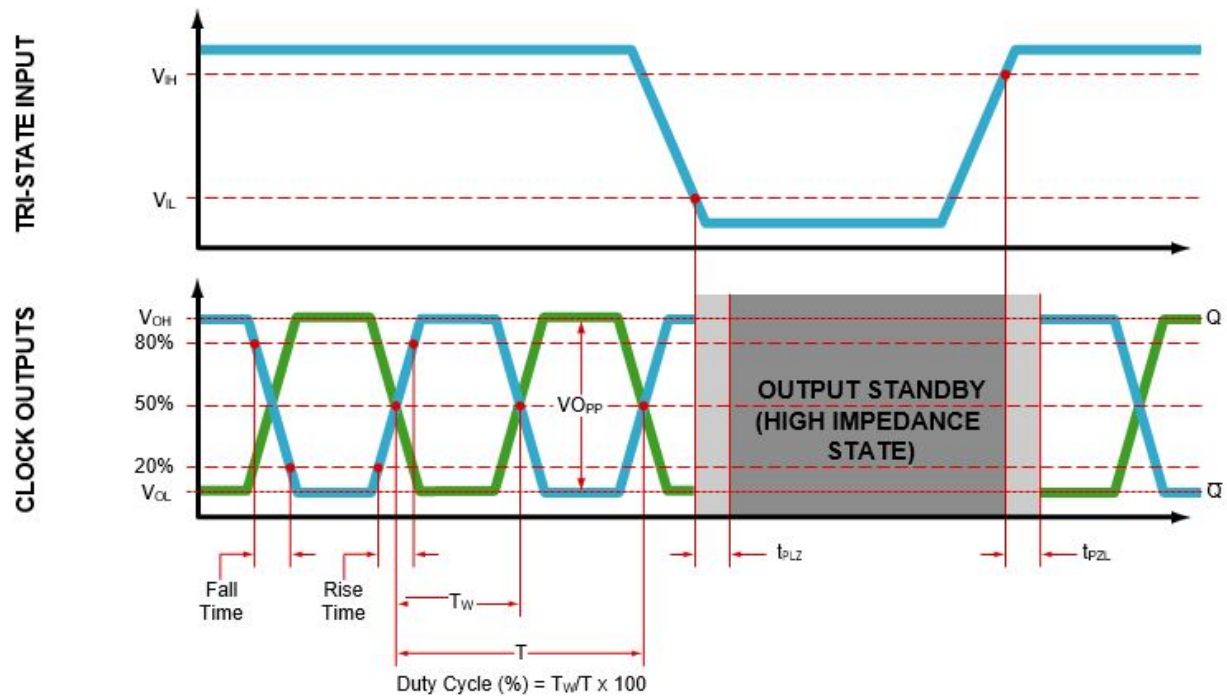 TRI-STATE INPUT
VIH
VIL
CLOCK OUTPUTS
VOH
80%
50%
20%
VOL
VOPP
OUTPUT STANDBY
(HIGH IMPEDANCE
STATE)
Q
Q̅
Fall
Time
Rise
Time
TW
T
tPLZ
tPZL
Duty Cycle (%) = TW/T x 100